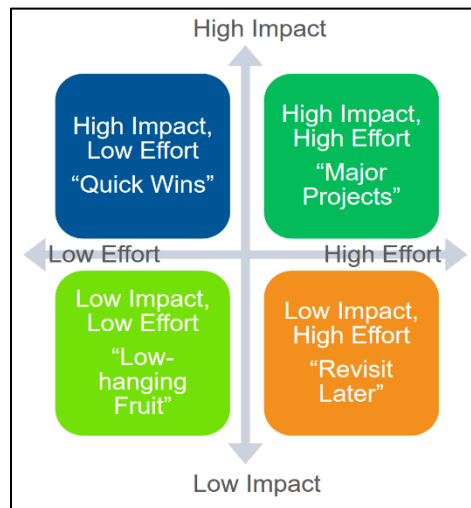 High Impact
High Impact,
Low Effort
“Quick Wins”
High Impact,
High Effort
“Major
Projects”
Low Effort
High Effort
Low Impact,
Low Effort
“Low-
hanging
Fruit”
Low Impact,
High Effort
“Revisit
Later”
Low Impact